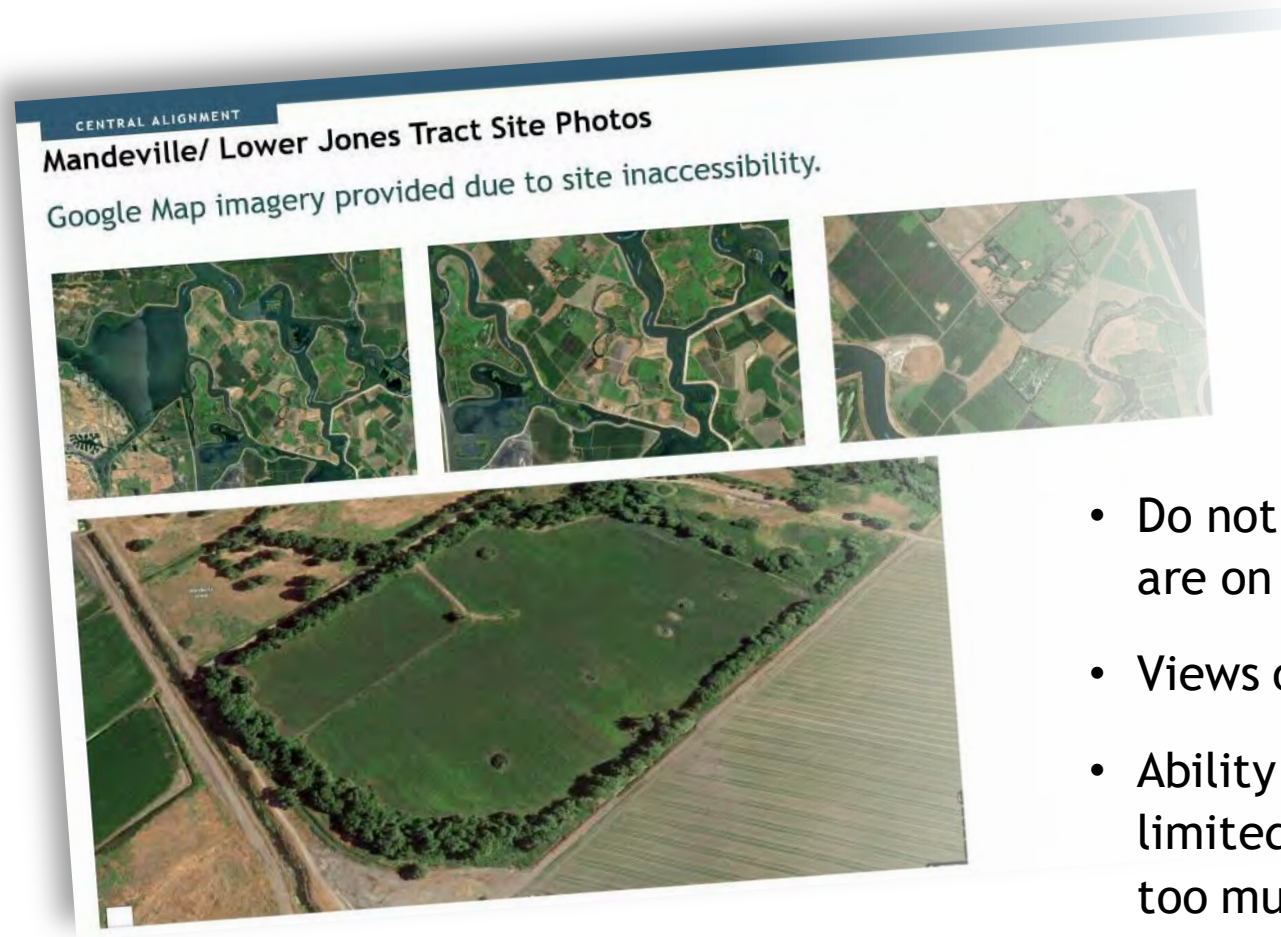 CENTRAL ALIGNMENT
Mandeville/ Lower Jones Tract Site Photos
Google Map imagery provided due to site inaccessibility.
• Do not
are on
• Views
• Ability
limited
too